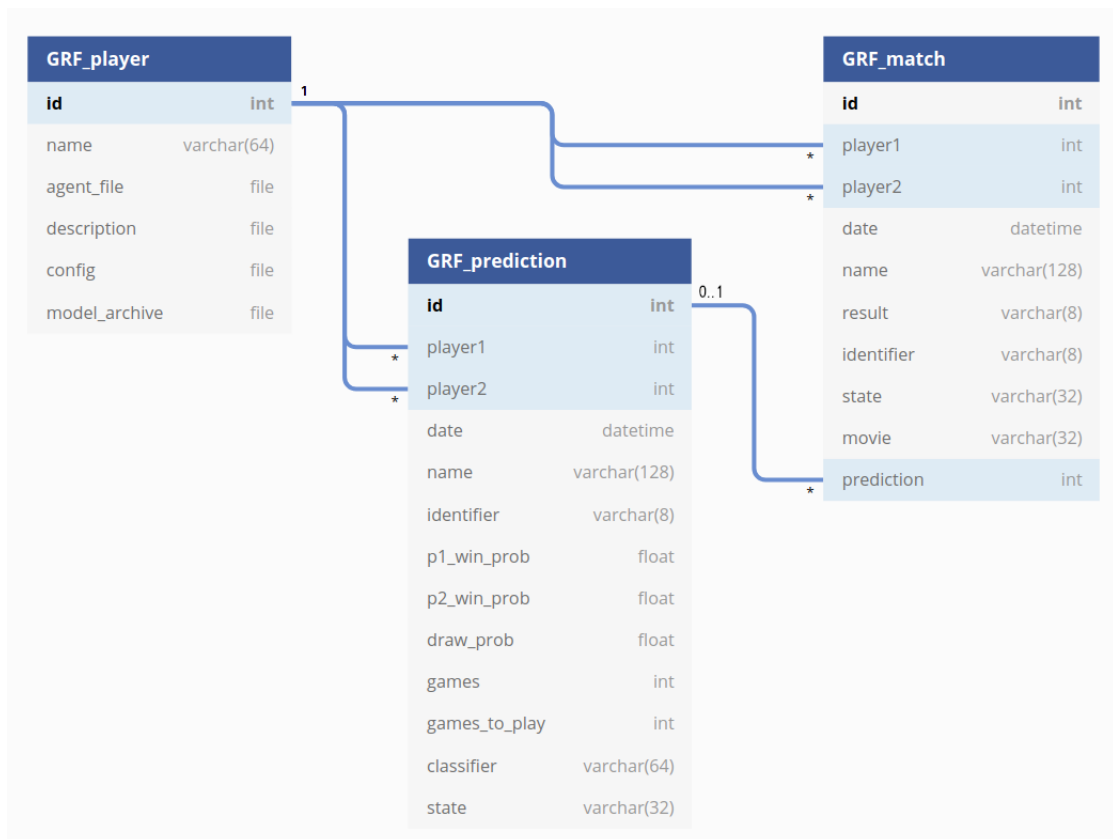 GRF_player
id int
name varchar(64)
agent_file file
description file
config file
model_archive file
1
*
*
GRF_prediction
id int
player1 int
player2 int
date datetime
name varchar(128)
identifier varchar(8)
p1_win_prob float
p2_win_prob float
draw_prob float
games int
games_to_play int
classifier varchar(64)
state varchar(32)
0..1
*
*
*
GRF_match
id int
player1 int
player2 int
date datetime
name varchar(128)
result varchar(8)
identifier varchar(8)
state varchar(32)
movie varchar(32)
prediction int